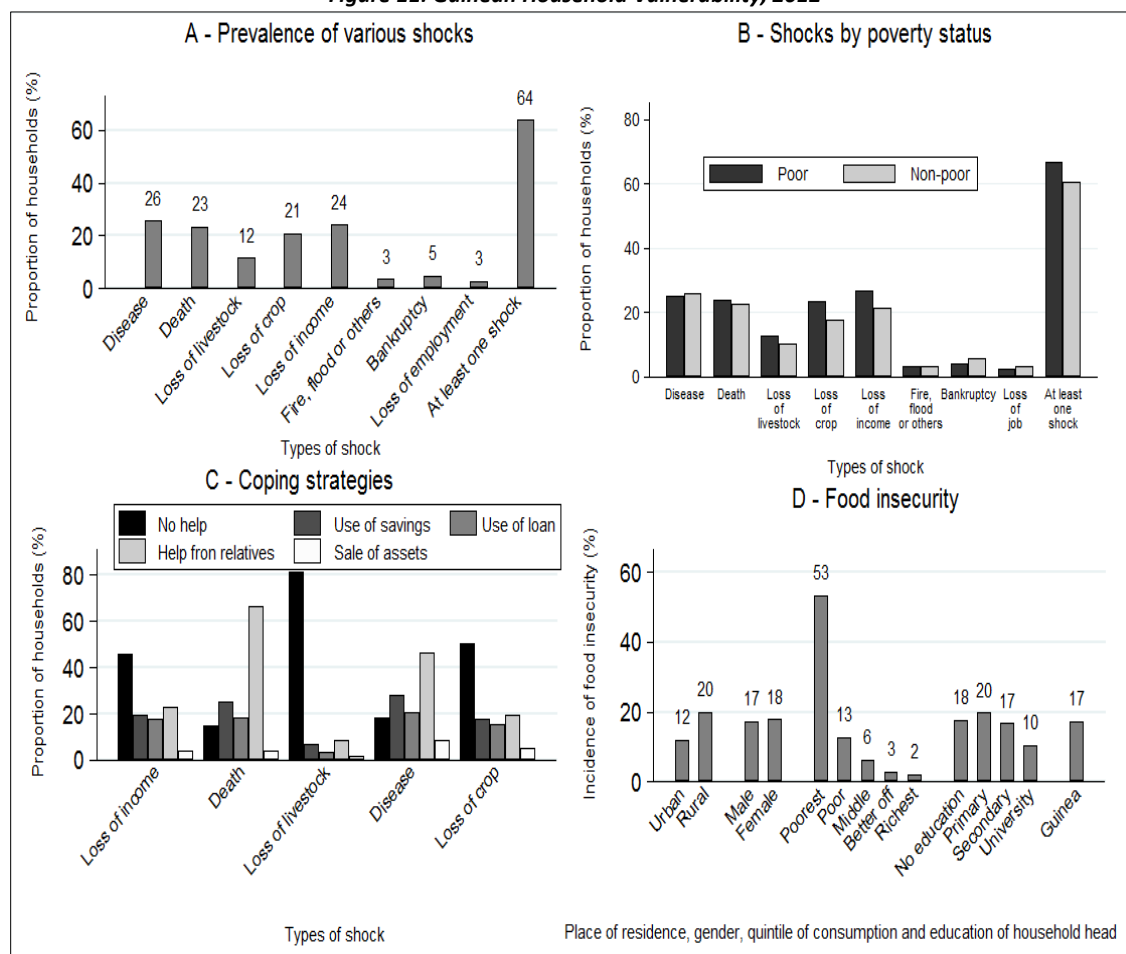 A - Prevalence of various shocks
Proportion of households (%)
60
40
20
0
26
23
12
21
24
3
5
3
64
Disease
Death
Loss of livestock
Loss of crop
Loss of income
Fire, flood or others
Bankruptcy
Loss of employment
At least one shock
Types of shock
B - Shocks by poverty status
Proportion of households (%)
80
60
40
20
0
Poor
Non-poor
Disease
Death
Loss of livestock
Loss of crop
Loss of income
Fire, flood or others
Bankruptcy
Loss of job
At least one shock
Types of shock
C - Coping strategies
No help
Use of savings
Use of loan
Help fron relatives
Sale of assets
Proportion of households (%)
80
60
40
20
0
Loss of income
Death
Loss of livestock
Disease
Loss of crop
Types of shock
D - Food insecurity
Incidence of food insecurity (%)
60
40
20
0
12
20
17
18
53
13
6
3
2
18
20
17
10
17
Urban
Rural
Male
Female
Poorest
Poor
Middle
Better off
Richest
No education
Primary
Secondary
University
Guinea
Place of residence, gender, quintile of consumption and education of household head